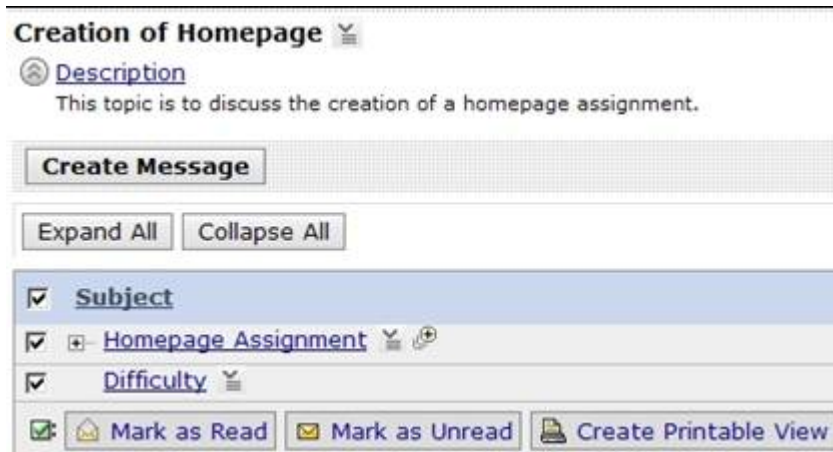 Creation of Homepage
Description
This topic is to discuss the creation of a homepage assignment.
Create Message
Expand All Collapse All
Subject
Homepage Assignment
Difficulty
Mark as Read Mark as Unread Create Printable View